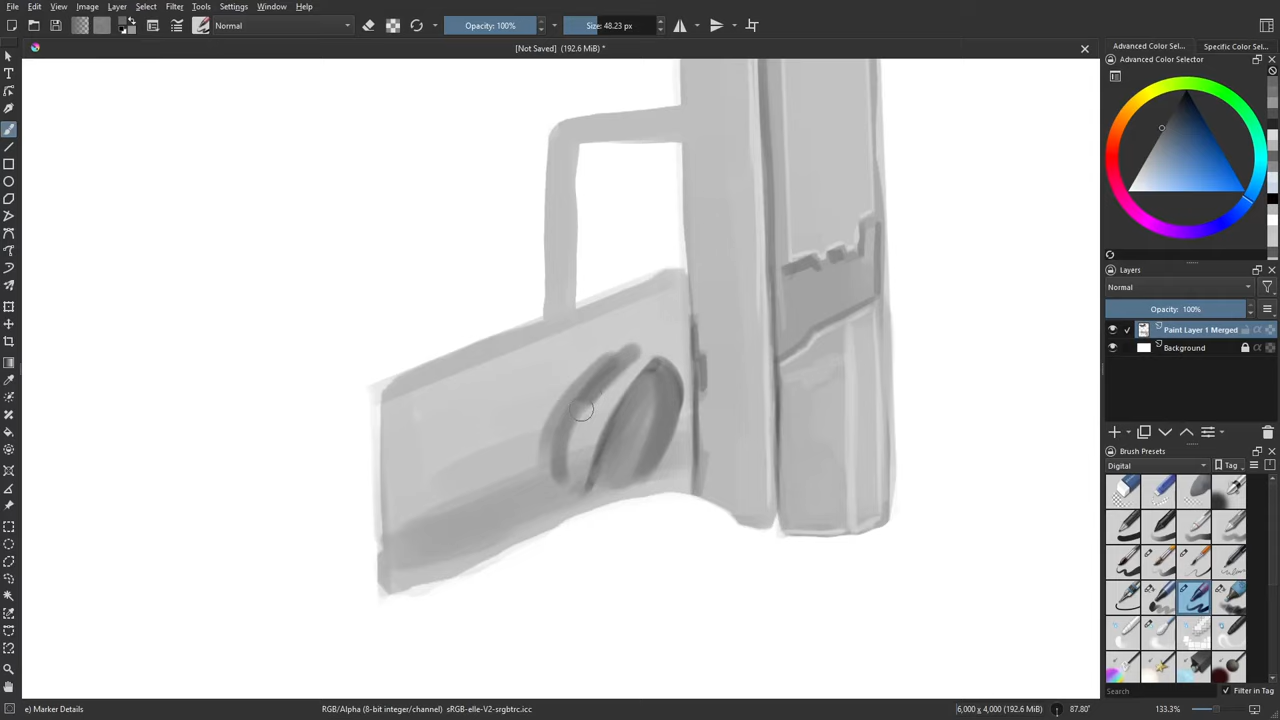 File Edit View Image Layer Select Filter Tools Settings Window Help
Normal Opacity: 100% Size: 48.23 px
[Not Saved] (192.6 MiB) *
Advanced Color Sel... Specific Color Sel...
Advanced Color Selector
Layers
Normal
Opacity: 100%
Paint Layer 1 Merged
Background
Brush Presets
Digital Tag
Search Filter in Tag
e) Marker Details RGB/Alpha (8-bit integer/channel) sRGB-elle-V2-srgbtrc.icc 6,000 x 4,000 (192.6 MiB) 87.80° 133.3%